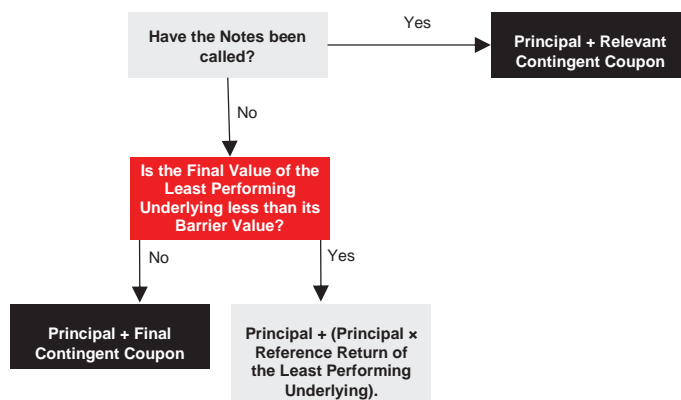 Have the Notes been
called?
Yes
Principal + Relevant
Contingent Coupon
No
Is the Final Value of the
Least Performing
Underlying less than its
Barrier Value?
No
Yes
Principal + Final
Contingent Coupon
Principal + (Principal ×
Reference Return of
the Least Performing
Underlying).